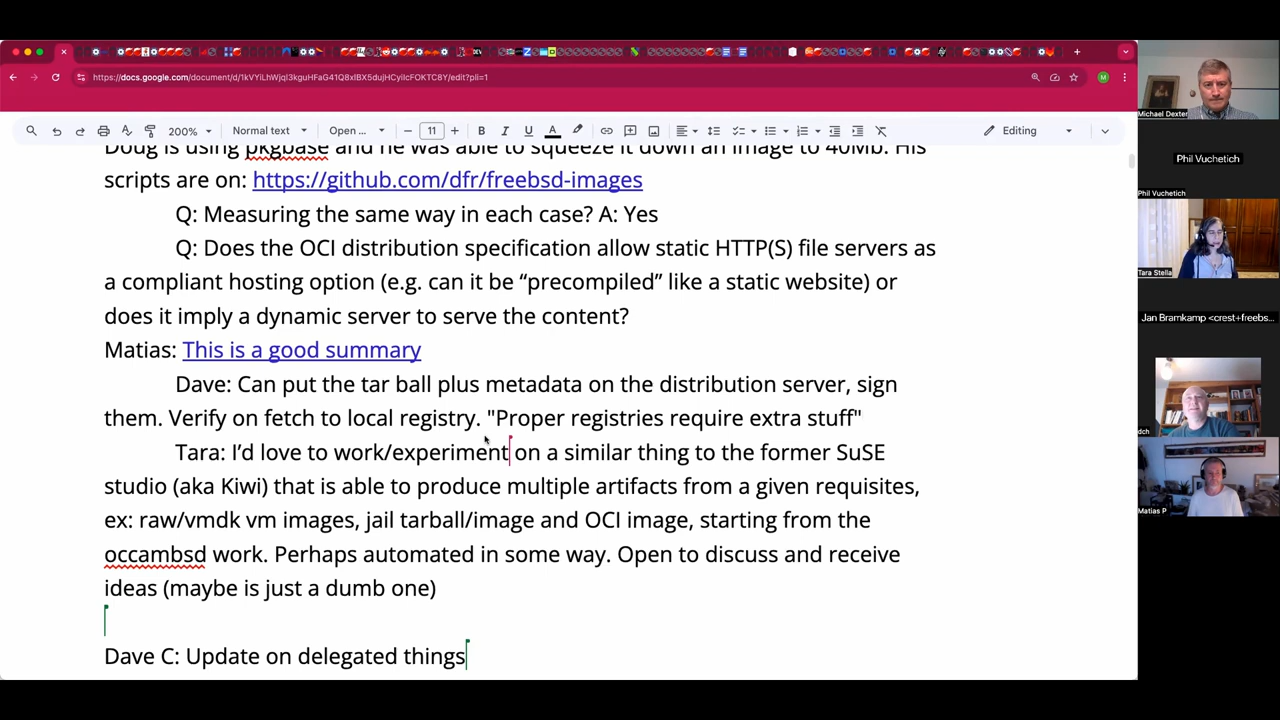 https://docs.google.com/document/d/1kVYiLhWjqI3kguHFaG41Q8xIBX5dujHCyiIcFOKTC8Y/edit?pli=1
200%
Normal text
Open ...
11
Editing
Doug is using pkgbase and he was able to squeeze it down an image to 40Mb. His
scripts are on: https://github.com/dfr/freebsd-images
Q: Measuring the same way in each case? A: Yes
Q: Does the OCI distribution specification allow static HTTP(S) file servers as
a compliant hosting option (e.g. can it be “precompiled” like a static website) or
does it imply a dynamic server to serve the content?
Matias: This is a good summary
Dave: Can put the tar ball plus metadata on the distribution server, sign
them. Verify on fetch to local registry. "Proper registries require extra stuff"
Tara: I’d love to work/experiment on a similar thing to the former SuSE
studio (aka Kiwi) that is able to produce multiple artifacts from a given requisites,
ex: raw/vmdk vm images, jail tarball/image and OCI image, starting from the
occambsd work. Perhaps automated in some way. Open to discuss and receive
ideas (maybe is just a dumb one)
Dave C: Update on delegated things
Michael Dexter
Phil Vuchetich
Phil Vuchetich
Tara Stella
Jan Bramkamp <crest+freebs...
dch
Matias P